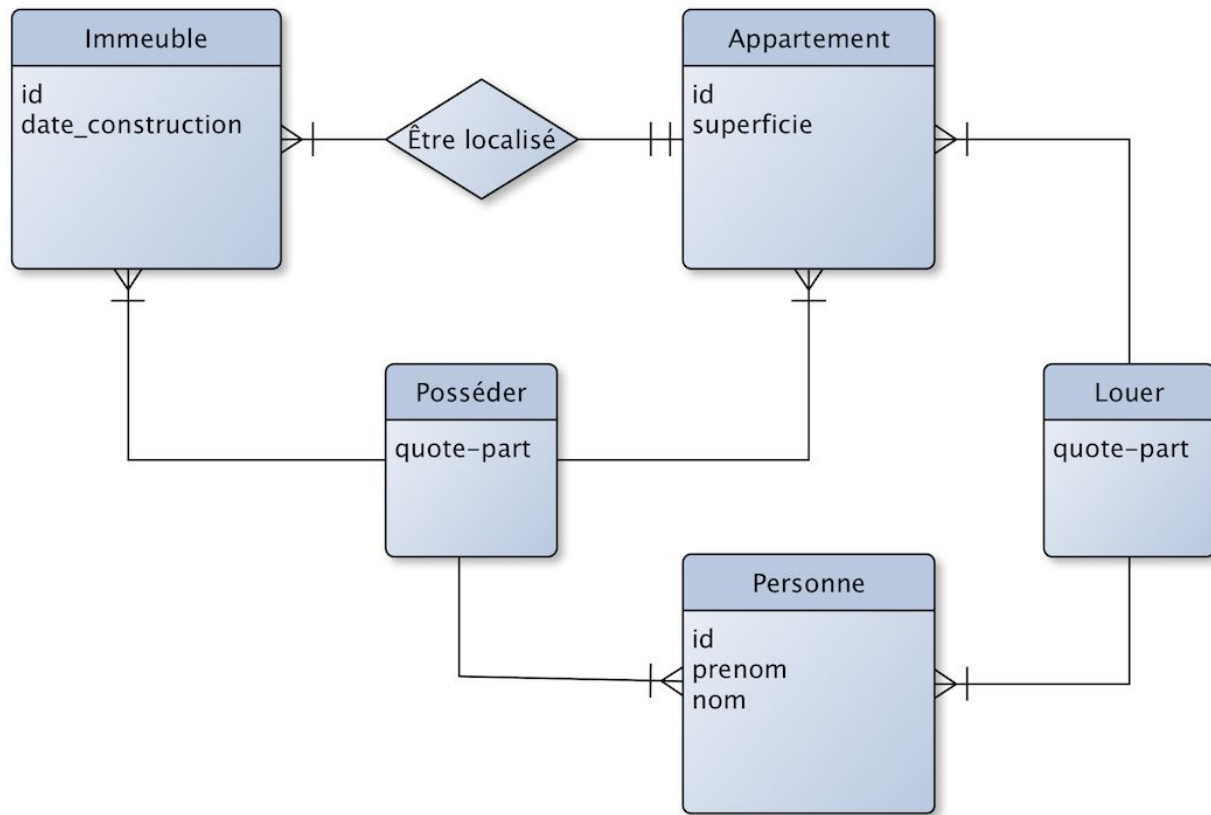 Immeuble
id
date_construction
Être localisé
Appartement
id
superficie
Posséder
quote-part
Louer
quote-part
Personne
id
prenom
nom